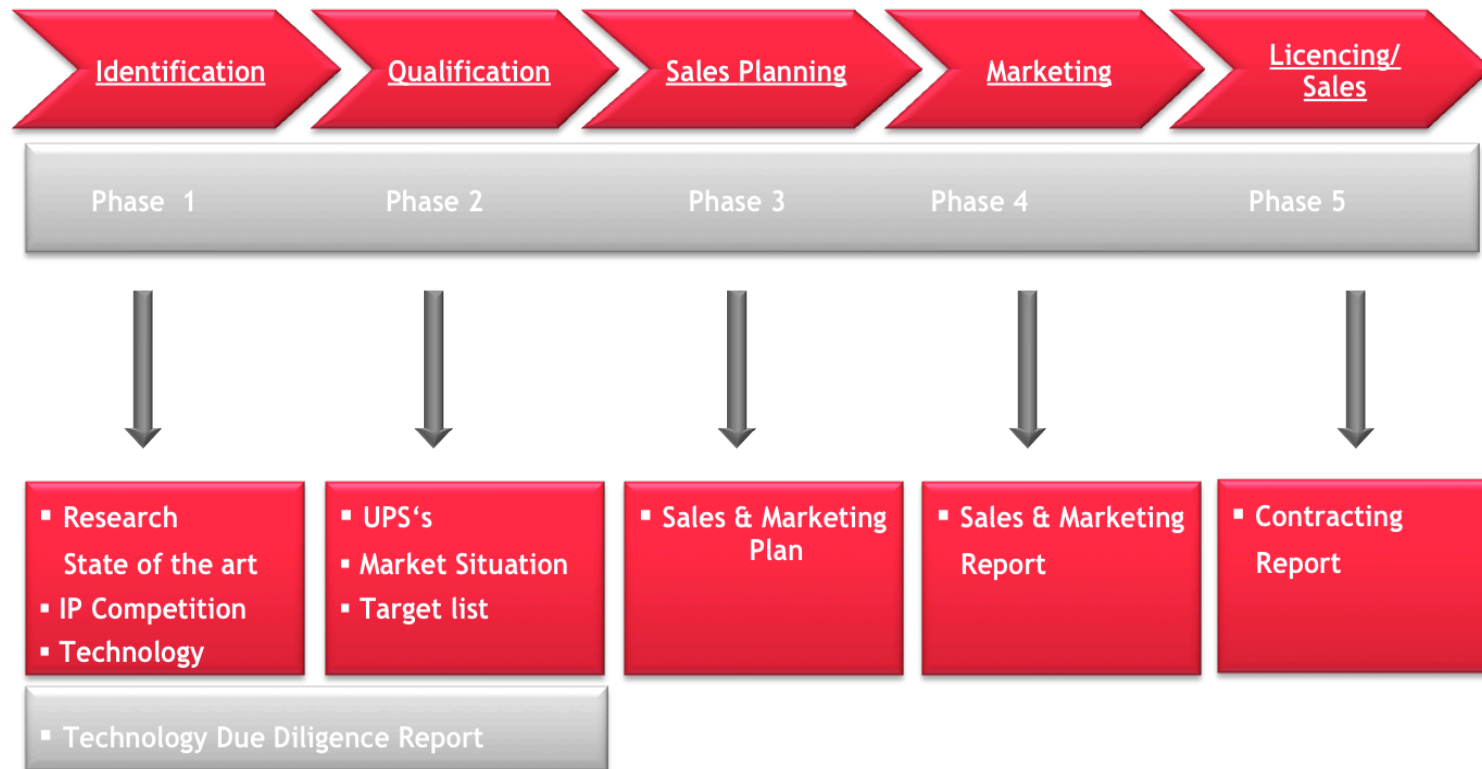 Identification
Qualification
Sales Planning
Marketing
Licencing/
Sales
Phase 1
Phase 2
Phase 3
Phase 4
Phase 5
▪ Research
State of the art
▪ IP Competition
▪ Technology
▪ UPS‘s
▪ Market Situation
▪ Target list
▪ Sales & Marketing
Plan
▪ Sales & Marketing
Report
▪ Contracting
Report
▪ Technology Due Diligence Report